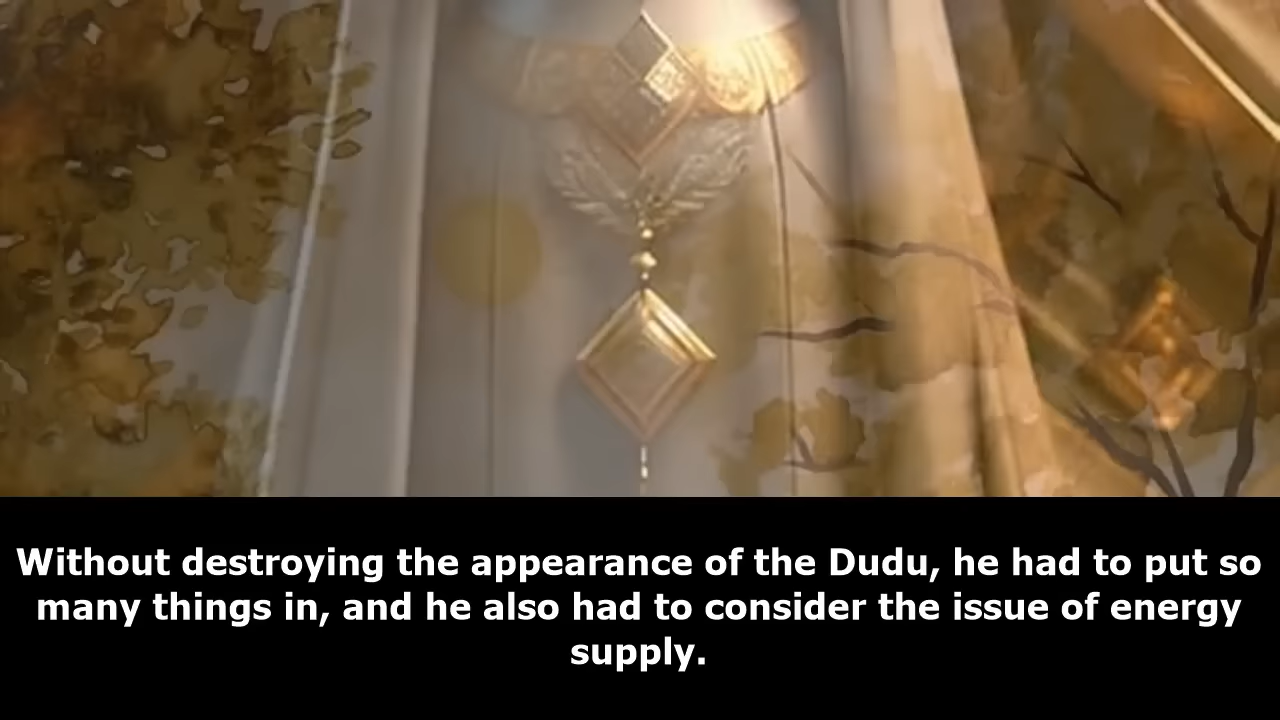 Without destroying the appearance of the Dudu, he had to put so
many things in, and he also had to consider the issue of energy
supply.